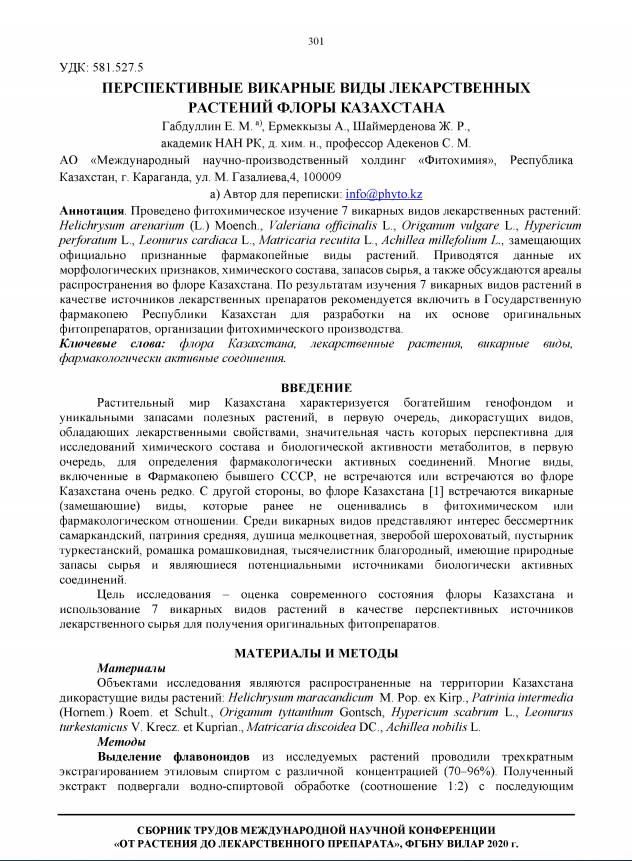 301
УДК: 581.527.5
ПЕРСПЕКТИВНЫЕ ВИКАРНЫЕ ВИДЫ ЛЕКАРСТВЕННЫХ
РАСТЕНИЙ ФЛОРЫ КАЗАХСТАНА
Габдуллин Е. М. а), Ермеккызы А., Шаймерденова Ж. Р.,
академик НАН РК, д. хим. н., профессор Адекенов С. М.
АО «Международный научно-производственный холдинг «Фитохимия», Республика
Казахстан, г. Караганда, ул. М. Газалиева,4, 100009
а) Автор для переписки: info@phyto.kz
Аннотация. Проведено фитохимическое изучение 7 викарных видов лекарственных растений:
Helichrysum arenarium (L.) Moench., Valeriana officinalis L., Origanum vulgare L., Hypericum
perforatum L., Leonurus cardiaca L., Matricaria recutita L., Achillea millefolium L., замещающих
официально признанные фармакопейные виды растений. Приводятся данные их
морфологических признаков, химического состава, запасов сырья, а также обсуждаются ареалы
распространения во флоре Казахстана. По результатам изучения 7 викарных видов растений в
качестве источников лекарственных препаратов рекомендуется включить в Государственную
фармакопею Республики Казахстан для разработки на их основе оригинальных
фитопрепаратов, организации фитохимического производства.
Ключевые слова: флора Казахстана, лекарственные растения, викарные виды,
фармакологически активные соединения.
ВВЕДЕНИЕ
Растительный мир Казахстана характеризуется богатейшим генофондом и
уникальными запасами полезных растений, в первую очередь, дикорастущих видов,
обладающих лекарственными свойствами, значительная часть которых перспективна для
исследований химического состава и биологической активности метаболитов, в первую
очередь, для определения фармакологически активных соединений. Многие виды,
включенные в Фармакопею бывшего СССР, не встречаются или встречаются во флоре
Казахстана очень редко. С другой стороны, во флоре Казахстана [1] встречаются викарные
(замещающие) виды, которые ранее не оценивались в фитохимическом или
фармакологическом отношении. Среди викарных видов представляют интерес бессмертник
самаркандский, патриния средняя, душица мелкоцветная, зверобой шероховатый, пустырник
туркестанский, ромашка ромашковидная, тысячелистник благородный, имеющие природные
запасы сырья и являющиеся потенциальными источниками биологически активных
соединений.
Цель исследования – оценка современного состояния флоры Казахстана и
использование 7 викарных видов растений в качестве перспективных источников
лекарственного сырья для получения оригинальных фитопрепаратов.
МАТЕРИАЛЫ И МЕТОДЫ
Материалы
Объектами исследования являются распространенные на территории Казахстана
дикорастущие виды растений: Helichrysum maracandicum M. Pop. ex Kirp., Patrinia intermedia
(Hornem.) Roem. et Schult., Origanum tyttanthum Gontsch, Hypericum scabrum L., Leonurus
turkestanicus V. Krecz. et Kuprian., Matricaria discoidea DC., Achillea nobilis L.
Методы
Выделение флавоноидов из исследуемых растений проводили трехкратным
экстрагированием этиловым спиртом с различной концентрацией (70–96%). Полученный
экстракт подвергали водно-спиртовой обработке (соотношение 1:2) с последующим
СБОРНИК ТРУДОВ МЕЖДУНАРОДНОЙ НАУЧНОЙ КОНФЕРЕНЦИИ
«ОТ РАСТЕНИЯ ДО ЛЕКАРСТВЕННОГО ПРЕПАРАТА», ФГБНУ ВИЛАР 2020 г.